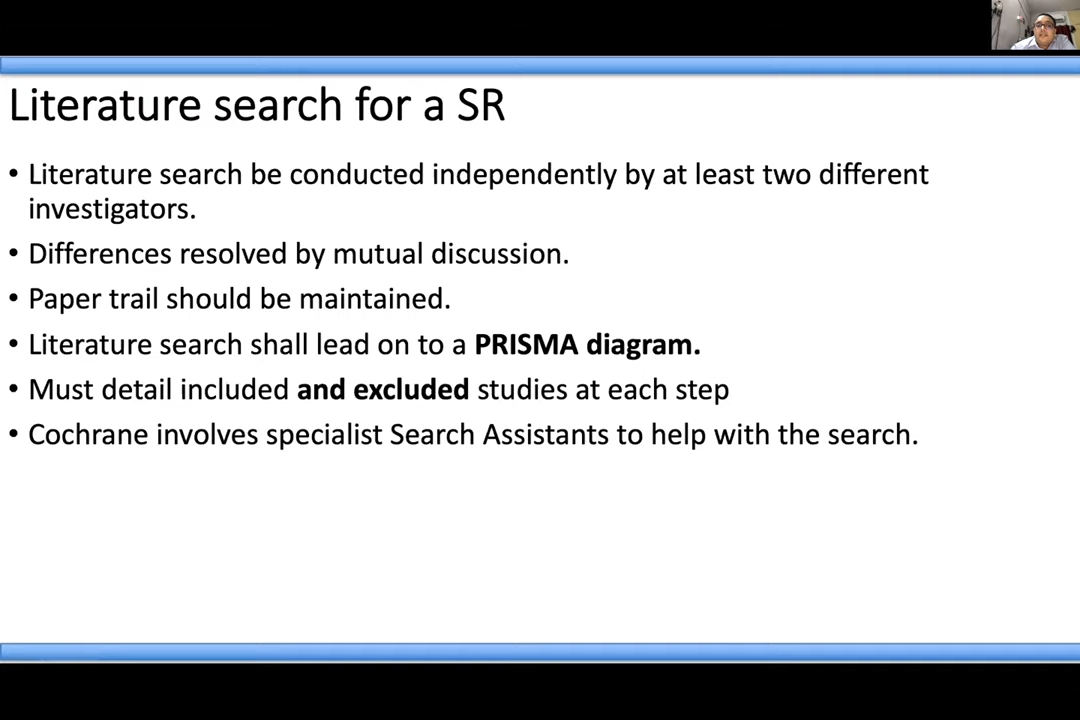 Literature search for a SR
• Literature search be conducted independently by at least two different
investigators.
• Differences resolved by mutual discussion.
• Paper trail should be maintained.
• Literature search shall lead on to a PRISMA diagram.
• Must detail included and excluded studies at each step
• Cochrane involves specialist Search Assistants to help with the search.